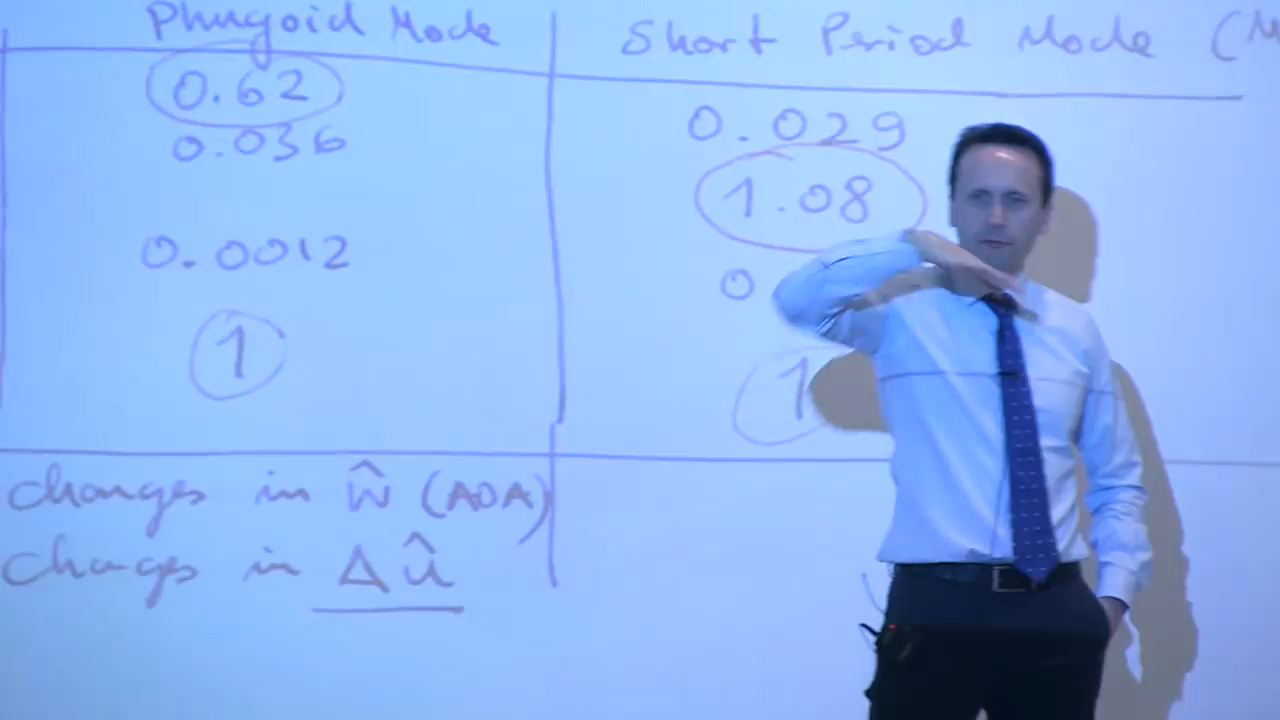 Phugoid Mode
Short Period Mode (M
0.62
0.036
0.0012
1
0.029
1.08
0
1
changes in ŵ (AOA)
changes in Δû